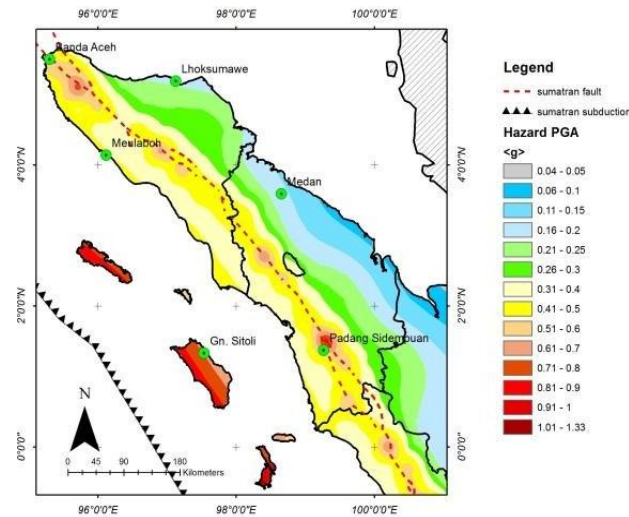 96°0'0"E 98°0'0"E 100°0'0"E
Banda Aceh
Lhoksumawe
Meulaboh
Medan
Gn. Sitoli
Padang Sidempuan
4°0'0"N
4°0'0"N
2°0'0"N
2°0'0"N
0°0'0"
0°0'0"
N
0 45 90 180
Kilometers
96°0'0"E 98°0'0"E 100°0'0"E
Legend
sumatran fault
sumatran subduction
Hazard PGA
<g>
0.04 - 0.05
0.06 - 0.1
0.11 - 0.15
0.16 - 0.2
0.21 - 0.25
0.26 - 0.3
0.31 - 0.4
0.41 - 0.5
0.51 - 0.6
0.61 - 0.7
0.71 - 0.8
0.81 - 0.9
0.91 - 1
1.01 - 1.33